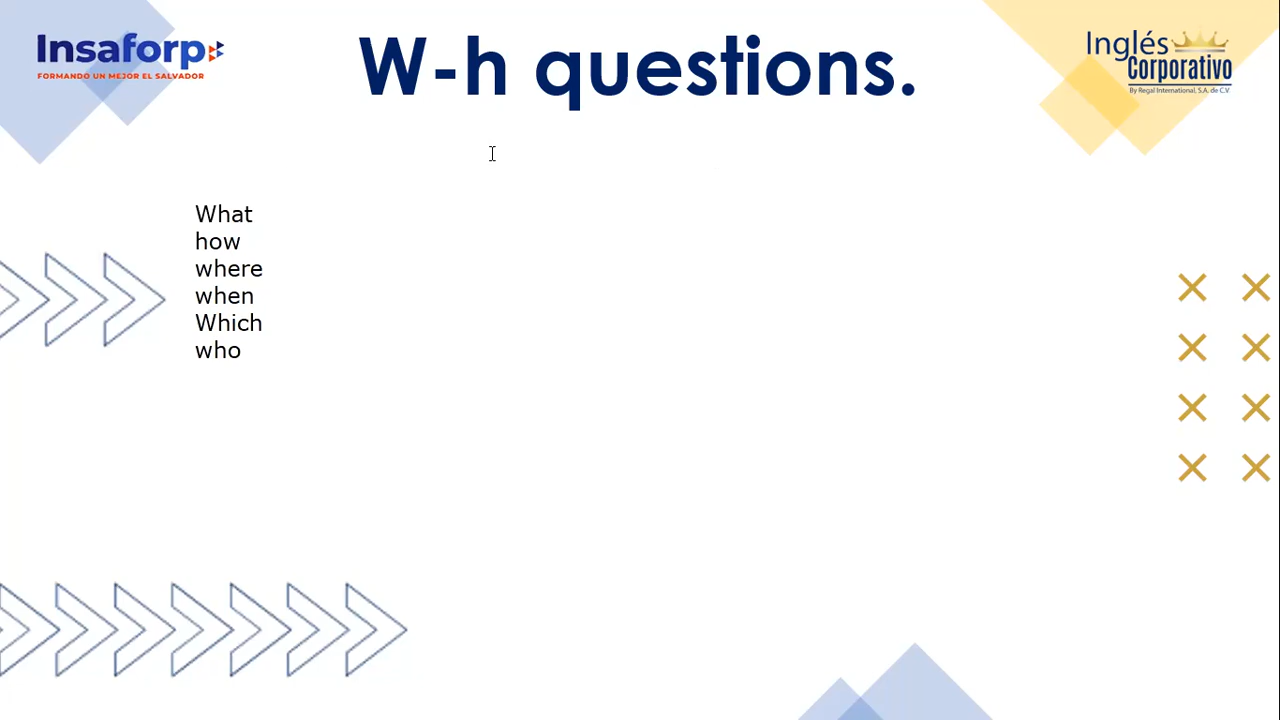 Insaforp
FORMANDO UN MEJOR EL SALVADOR
W-h questions.
Inglés
Corporativo
By Regal International, S.A. de C.V
What
how
where
when
Which
who